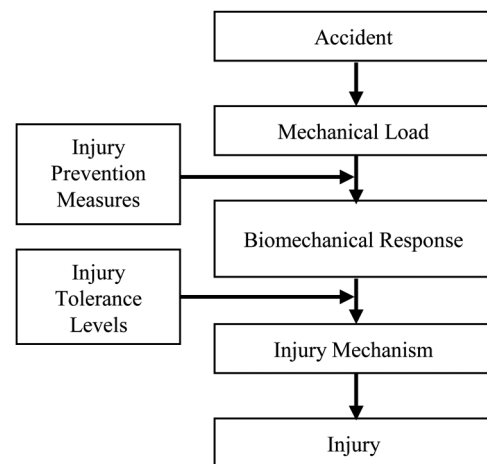 Accident
Mechanical Load
Injury
Prevention
Measures
Biomechanical Response
Injury
Tolerance
Levels
Injury Mechanism
Injury